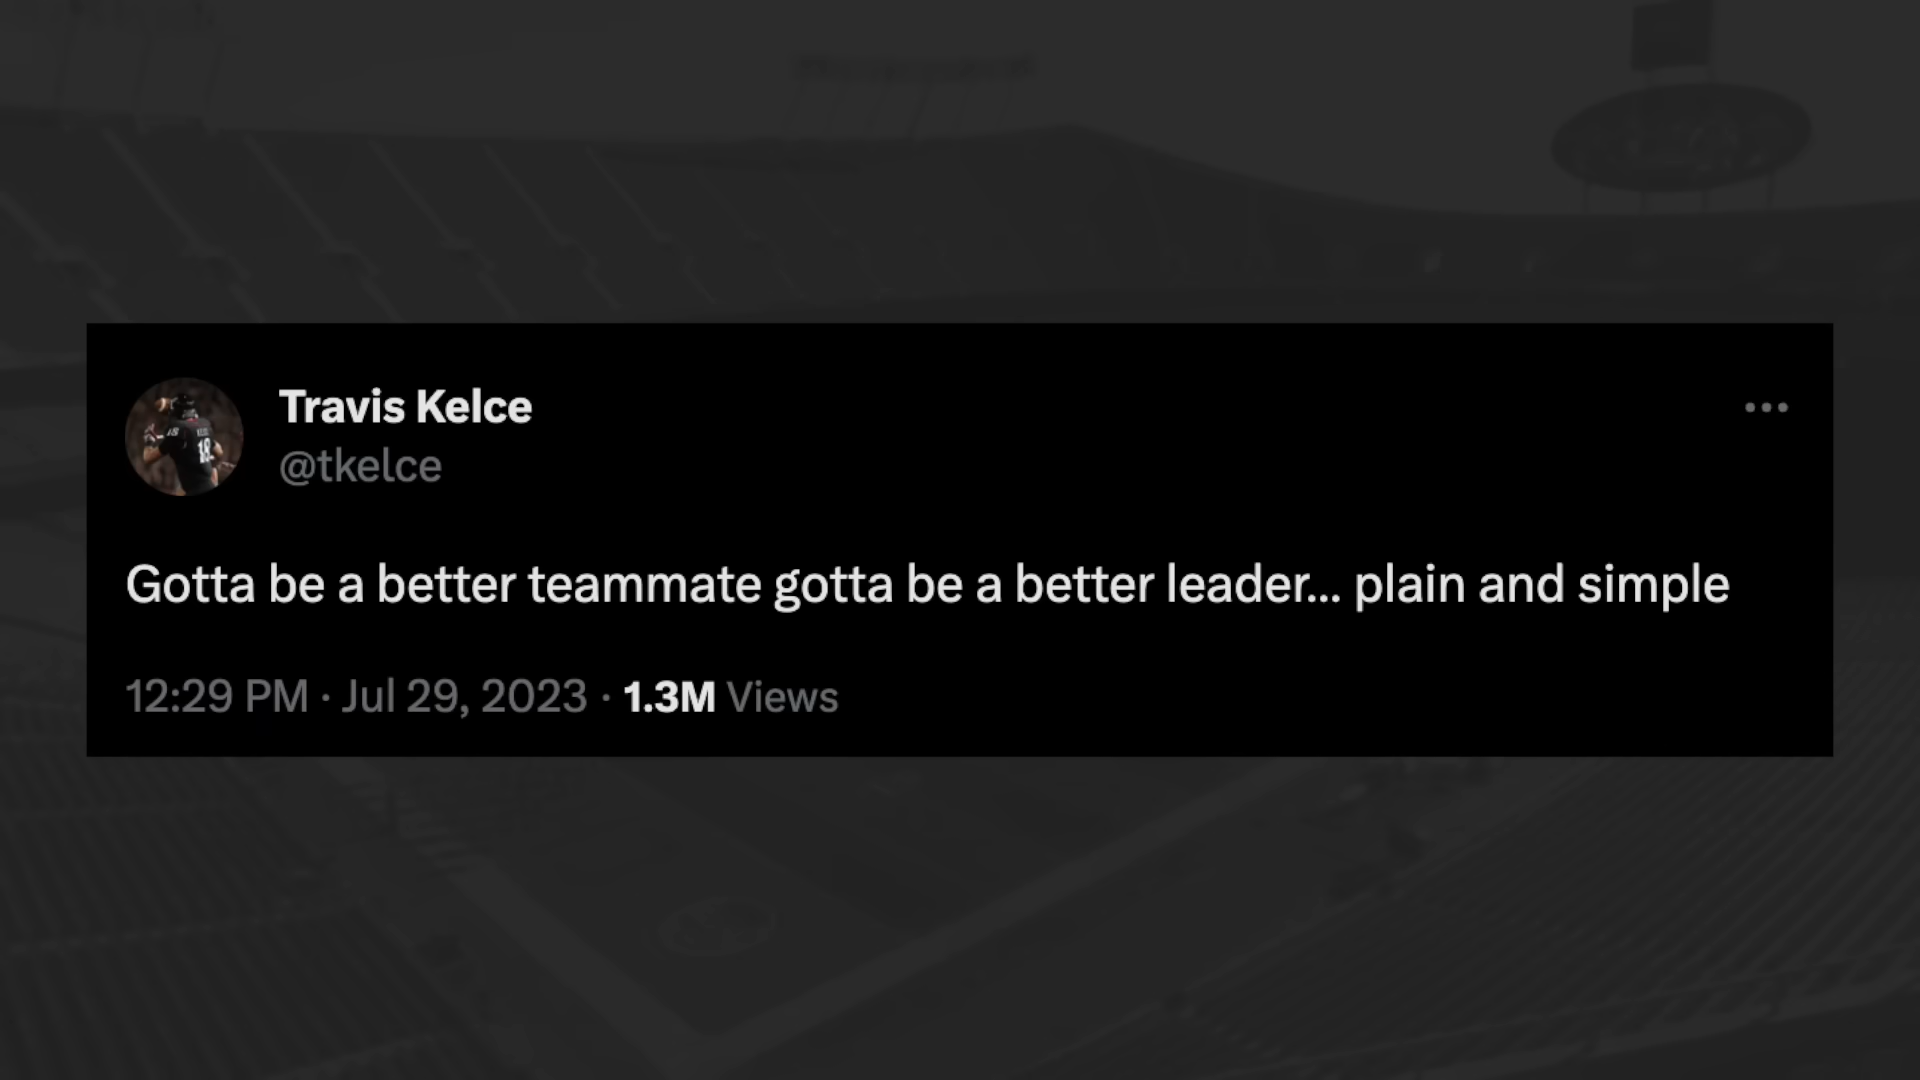 Travis Kelce
@tkelce
Gotta be a better teammate gotta be a better leader... plain and simple
12:29 PM · Jul 29, 2023 · 1.3M Views